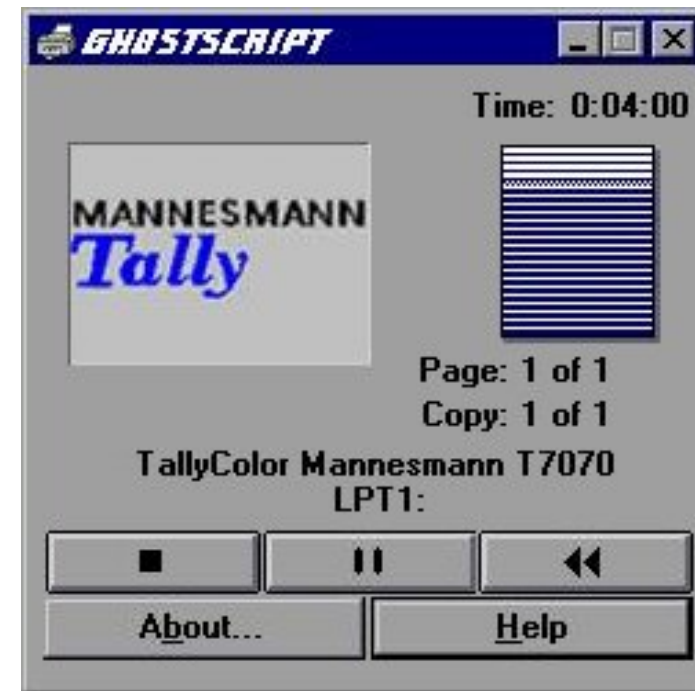 GHOSTSCRIPT
Time: 0:04:00
MANNESMANN
Tally
Page: 1 of 1
Copy: 1 of 1
TallyColor Mannesmann T7070
LPT1:
About...
Help